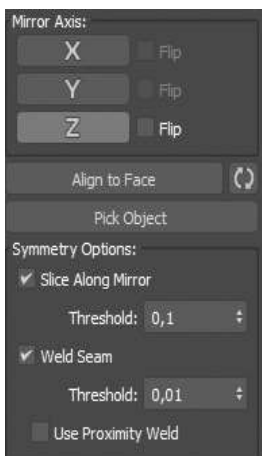 Mirror Axis:
X Flip
Y Flip
Z Flip
Align to Face
Pick Object
Symmetry Options:
Slice Along Mirror
Threshold: 0,1
Weld Seam
Threshold: 0,01
Use Proximity Weld